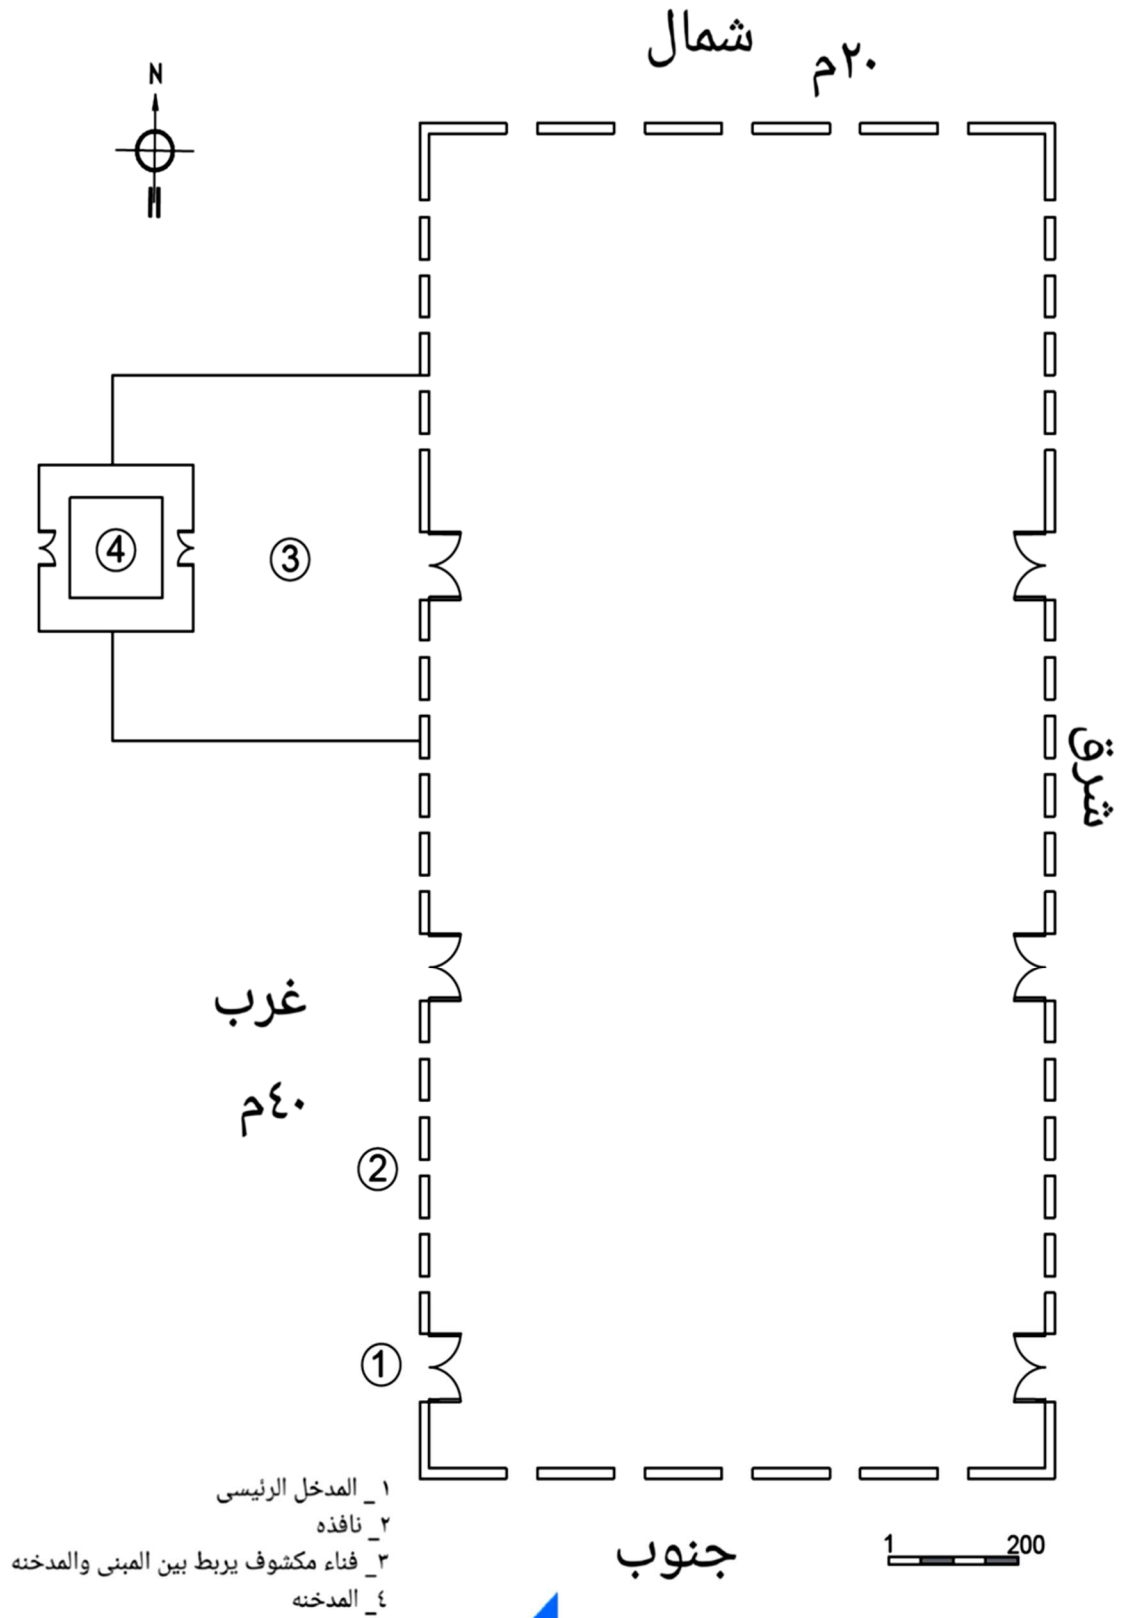 شمال
٢٠م
N
④
③
شرق
غرب
٤٠م
②
①
١ _ المدخل الرئيسى
٢_ نافذه
٣_ فناء مكشوف يربط بين المبنى والمدخنه
٤_ المدخنه
جنوب
1 200